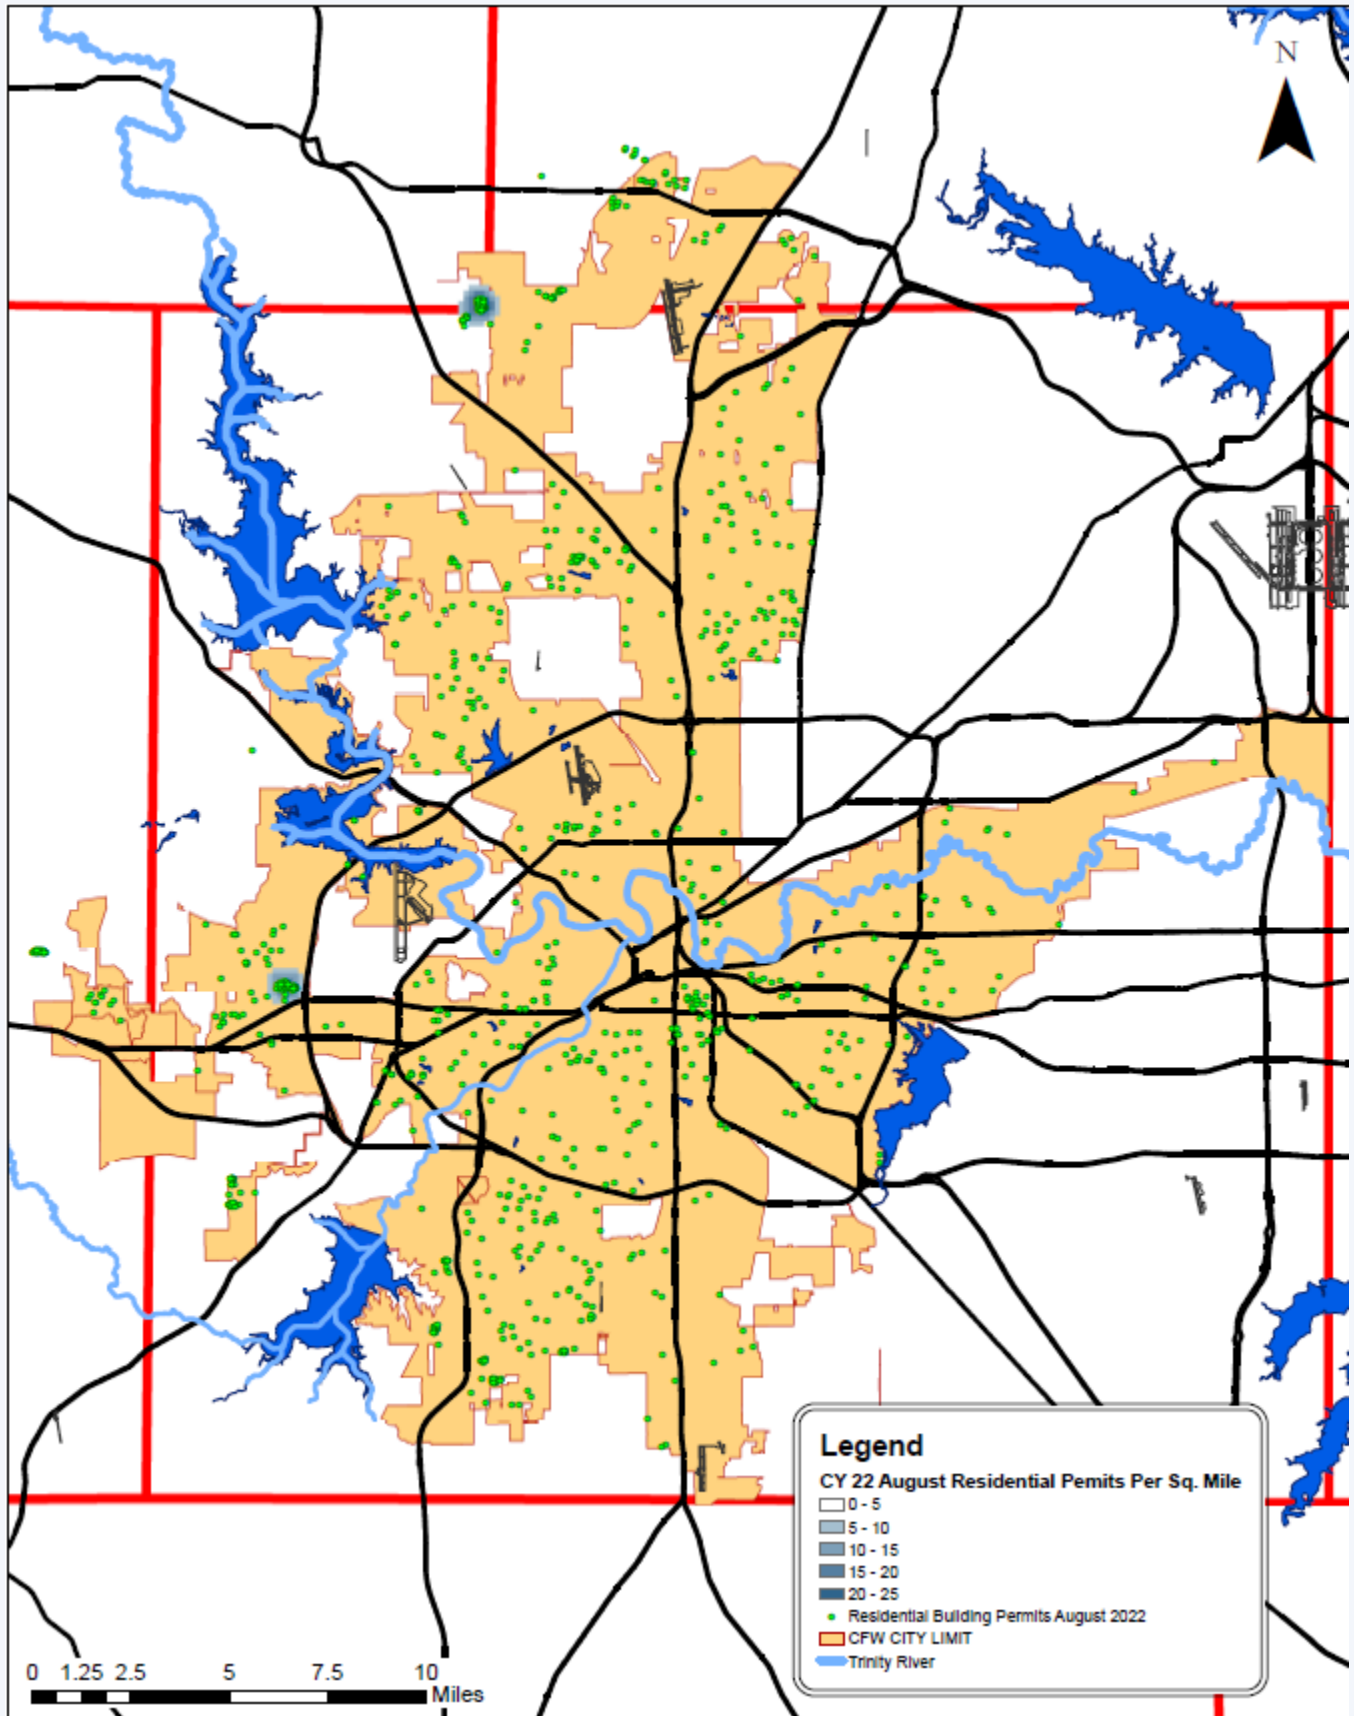 N
Legend
CY 22 August Residential Pemits Per Sq. Mile
0 - 5
5 - 10
10 - 15
15 - 20
20 - 25
Residential Building Permits August 2022
CFW CITY LIMIT
Trinity River
0 1.25 2.5 5 7.5 10
Miles